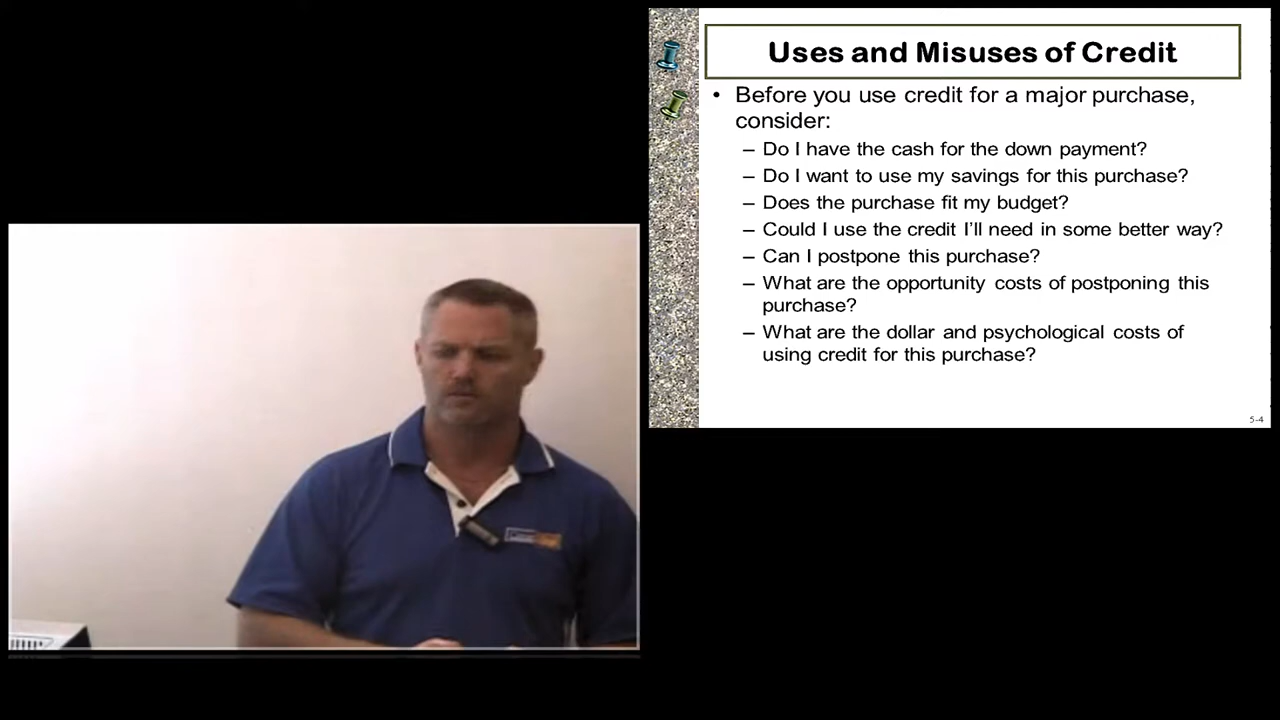 Uses and Misuses of Credit
• Before you use credit for a major purchase,
consider:
– Do I have the cash for the down payment?
– Do I want to use my savings for this purchase?
– Does the purchase fit my budget?
– Could I use the credit I’ll need in some better way?
– Can I postpone this purchase?
– What are the opportunity costs of postponing this
purchase?
– What are the dollar and psychological costs of
using credit for this purchase?
5-4